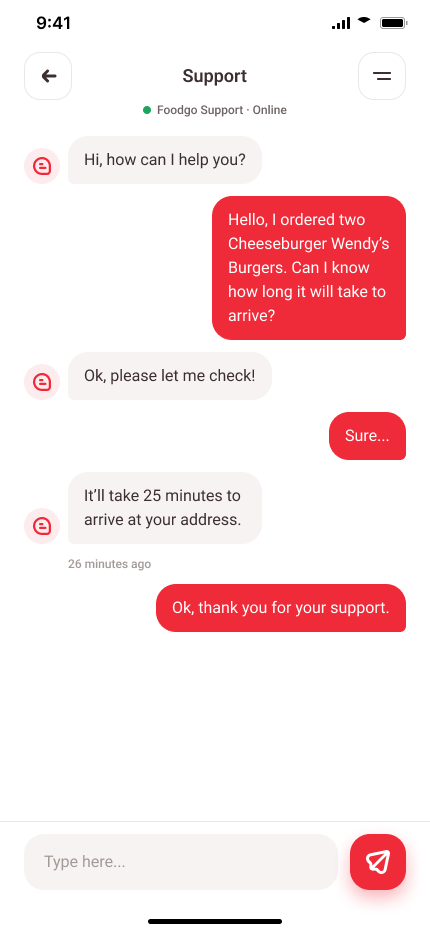 9:41
Support
Foodgo Support · Online
Hi, how can I help you?
Hello, I ordered two
Cheeseburger Wendy’s
Burgers. Can I know
how long it will take to
arrive?
Ok, please let me check!
Sure...
It’ll take 25 minutes to
arrive at your address.
26 minutes ago
Ok, thank you for your support.
Type here...